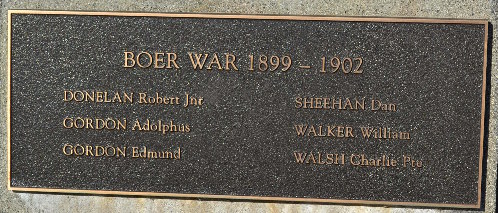 BOER WAR 1899 – 1902
DONELAN Robert Jnr
GORDON Adolphus
GORDON Edmund
SHEEHAN Dan
WALKER William
WALSH Charlie Pte